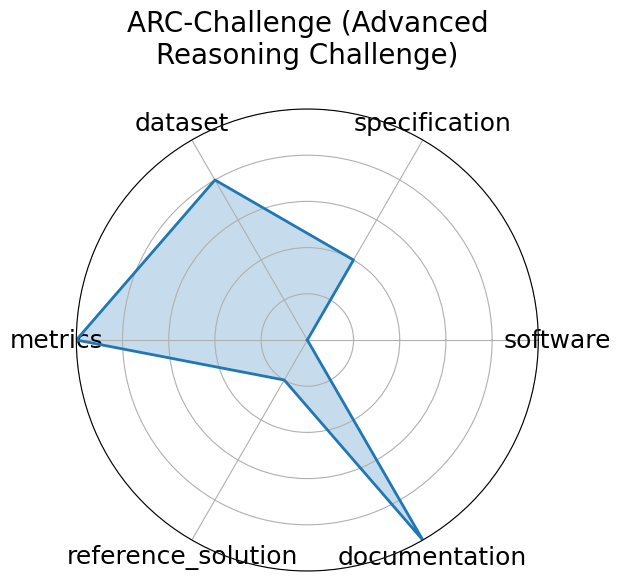 ARC-Challenge (Advanced
Reasoning Challenge)
dataset
specification
metrics
software
reference_solution
documentation